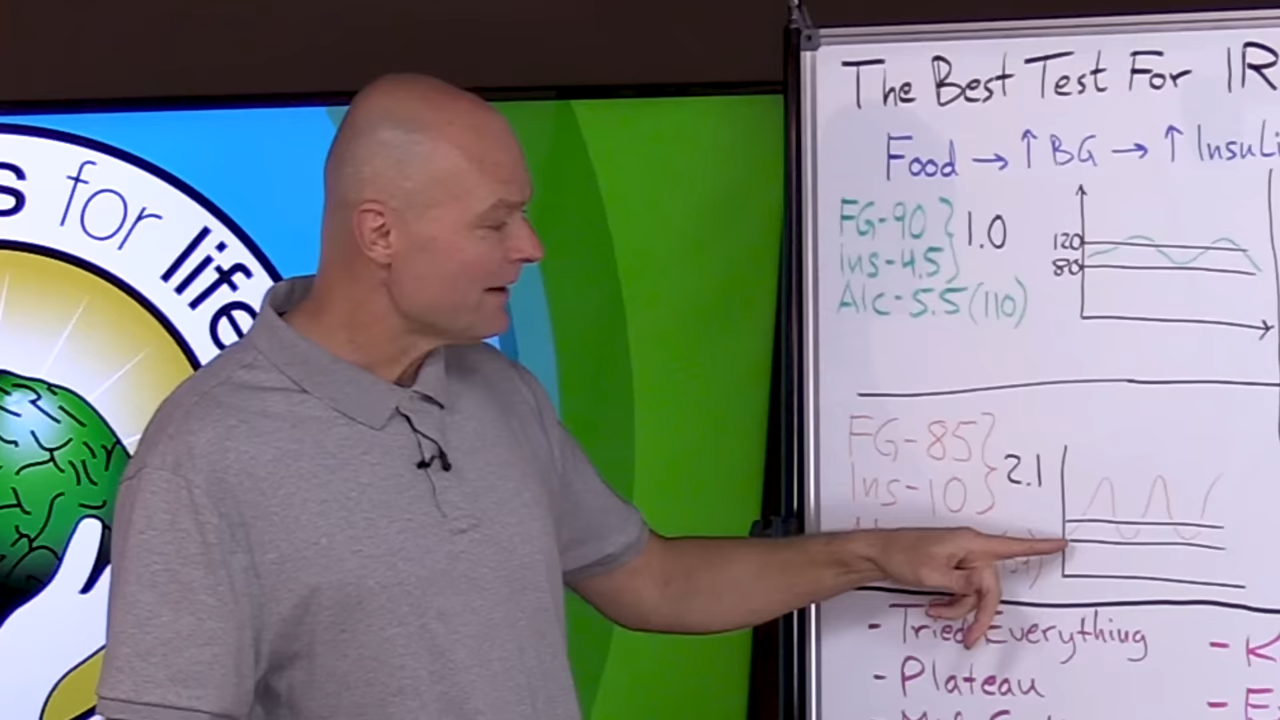 s for life
The Best Test For IR
Food → ↑ BG → ↑ Insuli
FG-90
Ins-4.5
} 1.0
A1c-5.5 (110)
120
80
FG-85
Ins-10
} 2.1
- Tried Everything
- Plateau
- K
- E